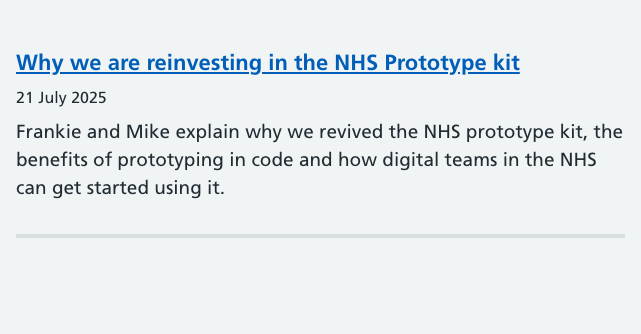 Why we are reinvesting in the NHS Prototype kit
21 July 2025
Frankie and Mike explain why we revived the NHS prototype kit, the
benefits of prototyping in code and how digital teams in the NHS
can get started using it.